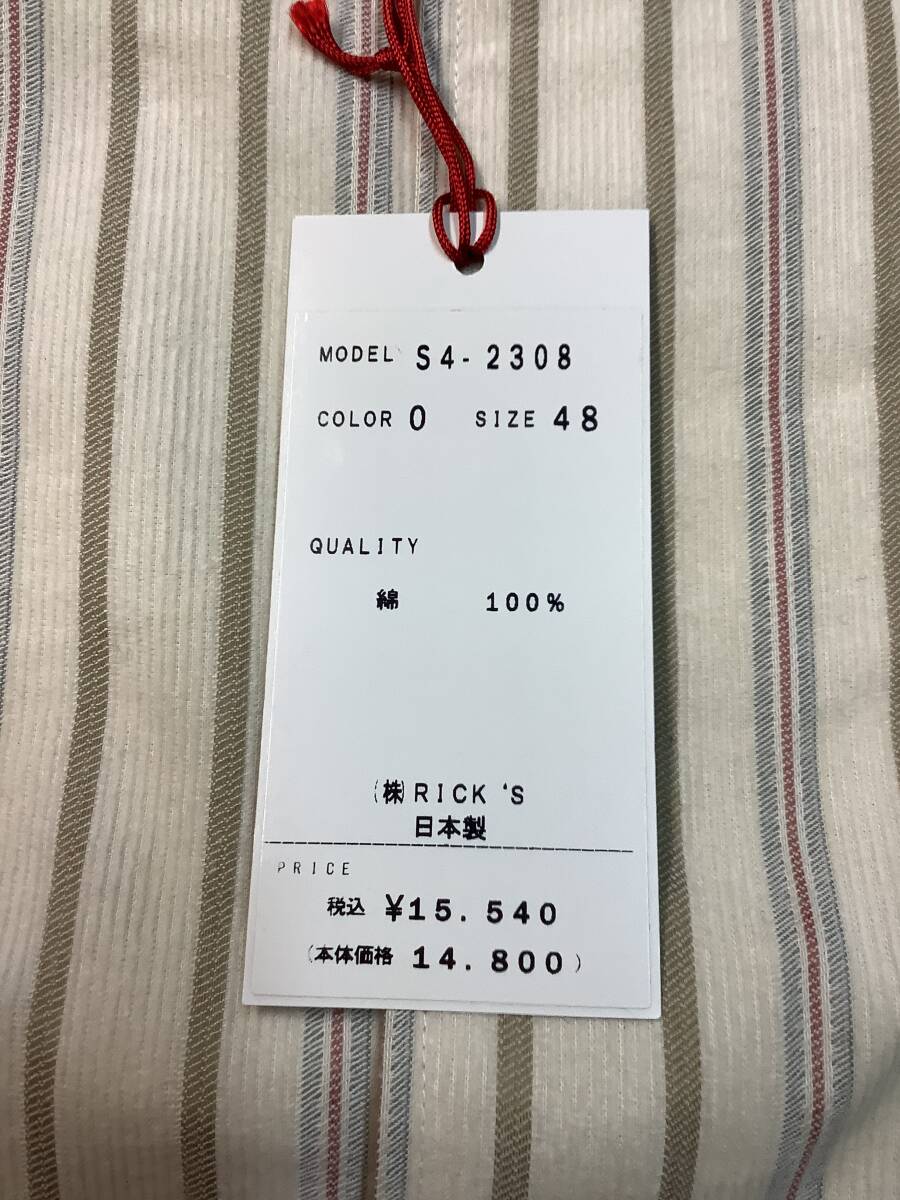 MODEL S4-2308
COLOR 0 SIZE 48
QUALITY
綿 100%
(株)RICK'S
日本製
PRICE
税込 ¥15.540
(本体価格 14.800)